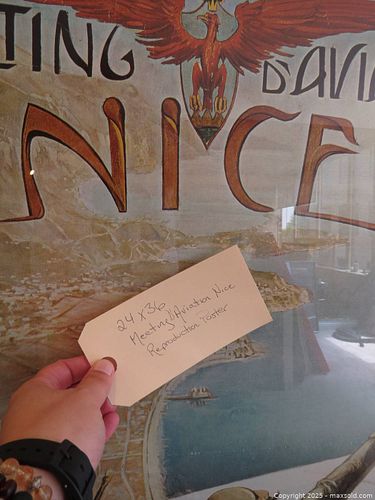 TING D'AVI
NICE
24 x 36
Meeting d'Aviation Nice
Reproduction Poster
Copyright 2025 - maxsold.com